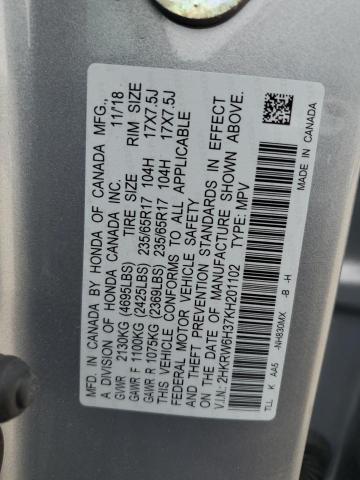 MFD. IN CANADA BY HONDA OF CANADA MFG.,
A DIVISION OF HONDA CANADA INC. 11/18
TIRE SIZE RIM SIZE
GVWR 2130KG (4695LBS)
GAWR F 1100KG (2425LBS) 235/65R17 104H 17X7.5J
GAWR R 1075KG (2369LBS) 235/65R17 104H 17X7.5J
THIS VEHICLE CONFORMS TO ALL APPLICABLE
FEDERAL MOTOR VEHICLE SAFETY
AND THEFT PREVENTION STANDARDS IN EFFECT
ON THE DATE OF MANUFACTURE SHOWN ABOVE.
V.I.N.: 2HKRW6H37KH201102 TYPE: MPV
TLL K AA5 -NH830MX -B -H
MADE IN CANADA